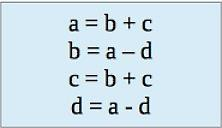 a = b + c
b = a – d
c = b + c
d = a - d